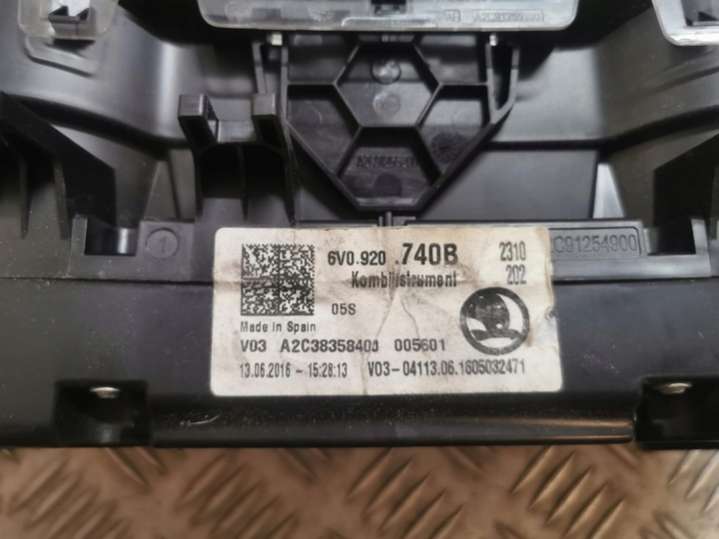 6V0.920 .740B 2310
Kombiinstrument 202
05S
Made in Spain
V03 A2C38358400 005601
13.06.2016 - 15:28:13 V03-04113.06.1605032471
C91254900